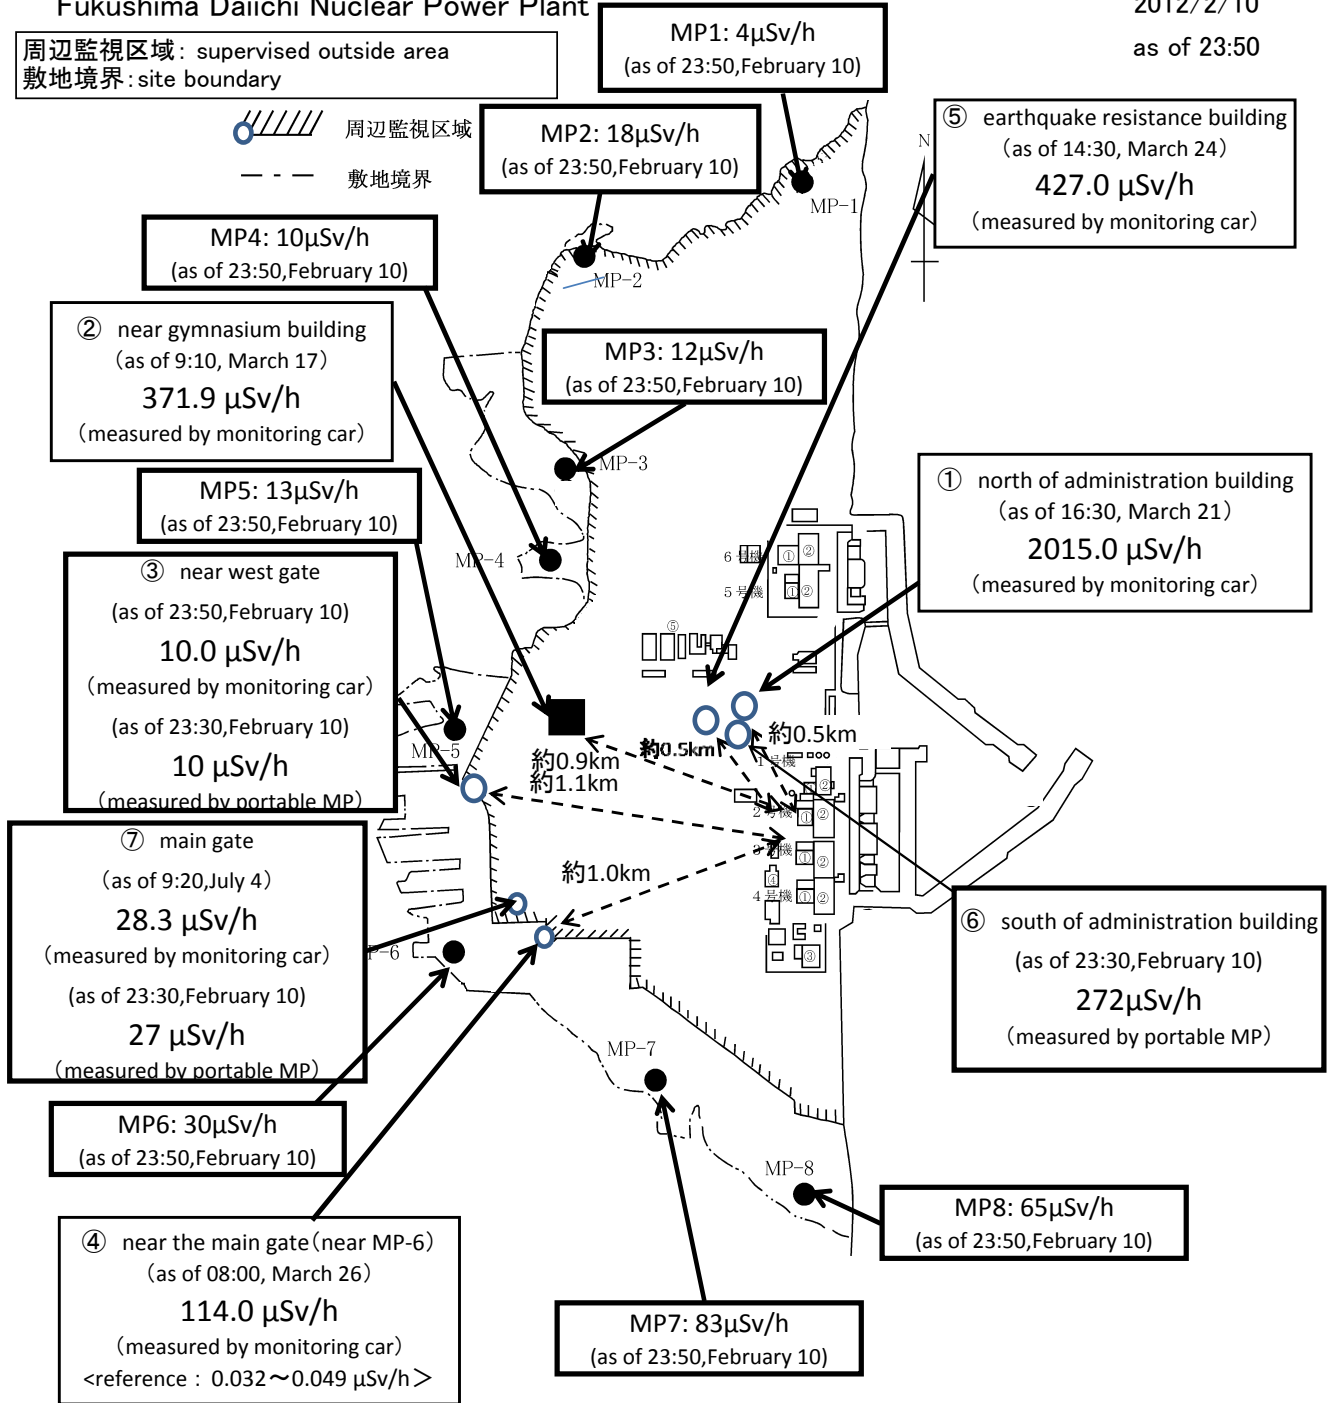 Fukushima Daiichi Nuclear Power Plant
2012/2/10
as of 23:50
周辺監視区域: supervised outside area
敷地境界:site boundary
周辺監視区域
敷地境界
MP1: 4μSv/h
(as of 23:50,February 10)
MP2: 18μSv/h
(as of 23:50,February 10)
⑤ earthquake resistance building
(as of 14:30, March 24)
427.0 μSv/h
(measured by monitoring car)
N
MP-1
MP4: 10μSv/h
(as of 23:50,February 10)
MP-2
② near gymnasium building
(as of 9:10, March 17)
371.9 μSv/h
(measured by monitoring car)
MP3: 12μSv/h
(as of 23:50,February 10)
MP-3
MP5: 13μSv/h
(as of 23:50,February 10)
① north of administration building
(as of 16:30, March 21)
2015.0 μSv/h
(measured by monitoring car)
MP-4
6号機 ① ②
5号機 ① ②
③ near west gate
(as of 23:50,February 10)
10.0 μSv/h
(measured by monitoring car)
(as of 23:30,February 10)
10 μSv/h
(measured by portable MP)
⑤
MP-5
約0.9km
約1.1km
約0.5km
約0.5km
1号機 ②
2号機 ① ②
3号機 ① ②
④
4号機 ① ②
③
⑦ main gate
(as of 9:20,July 4)
28.3 μSv/h
(measured by monitoring car)
(as of 23:30,February 10)
27 μSv/h
(measured by portable MP)
約1.0km
P-6
⑥ south of administration building
(as of 23:30,February 10)
272μSv/h
(measured by portable MP)
MP-7
MP6: 30μSv/h
(as of 23:50,February 10)
MP-8
MP8: 65μSv/h
(as of 23:50,February 10)
④ near the main gate(near MP-6)
(as of 08:00, March 26)
114.0 μSv/h
(measured by monitoring car)
<reference : 0.032～0.049 μSv/h＞
MP7: 83μSv/h
(as of 23:50,February 10)